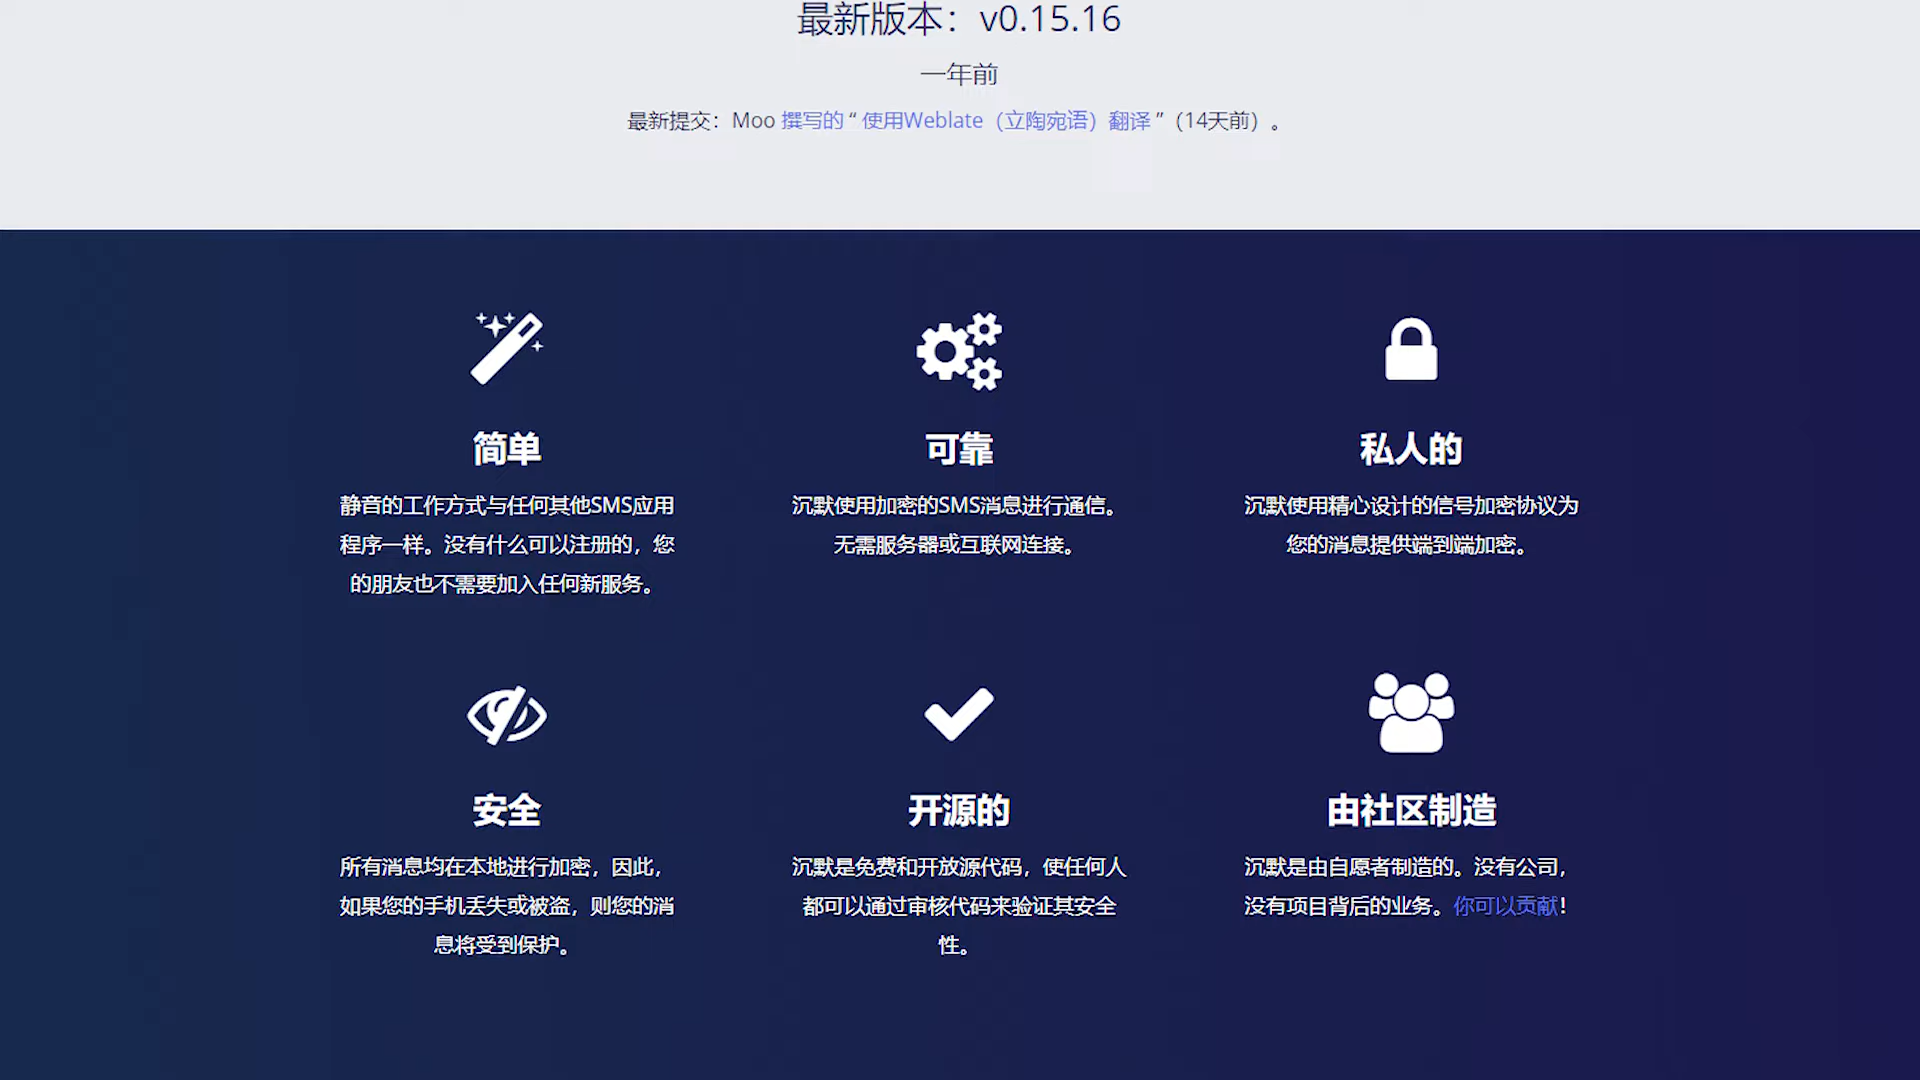 最新版本：v0.15.16
一年前
最新提交：Moo 撰写的 “ 使用Weblate（立陶宛语）翻译 ”（14天前）。
简单
静音的工作方式与任何其他SMS应用
程序一样。没有什么可以注册的，您
的朋友也不需要加入任何新服务。
可靠
沉默使用加密的SMS消息进行通信。
无需服务器或互联网连接。
私人的
沉默使用精心设计的信号加密协议为
您的消息提供端到端加密。
安全
所有消息均在本地进行加密，因此，
如果您的手机丢失或被盗，则您的消
息将受到保护。
开源的
沉默是免费和开放源代码，使任何人
都可以通过审核代码来验证其安全
性。
由社区制造
沉默是由自愿者制造的。没有公司，
没有项目背后的业务。你可以贡献！